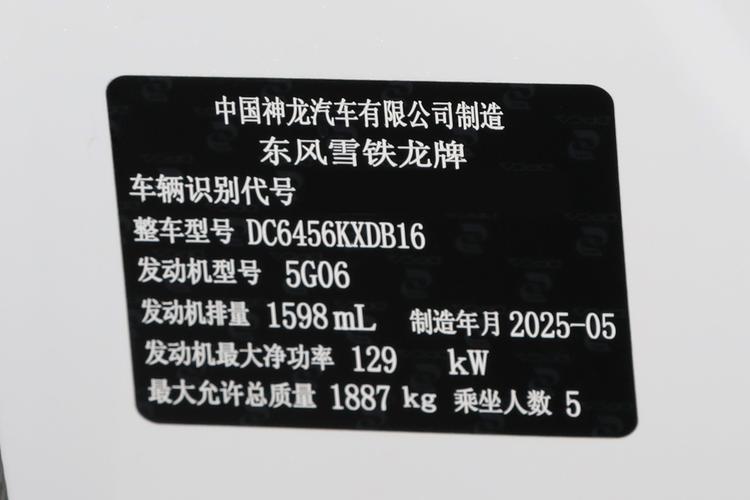 中国神龙汽车有限公司制造
东风雪铁龙牌
车辆识别代号
整车型号 DC6456KXDB16
发动机型号 5G06
发动机排量 1598 mL 制造年月 2025-05
发动机最大净功率 129 kW
最大允许总质量 1887 kg 乘坐人数 5